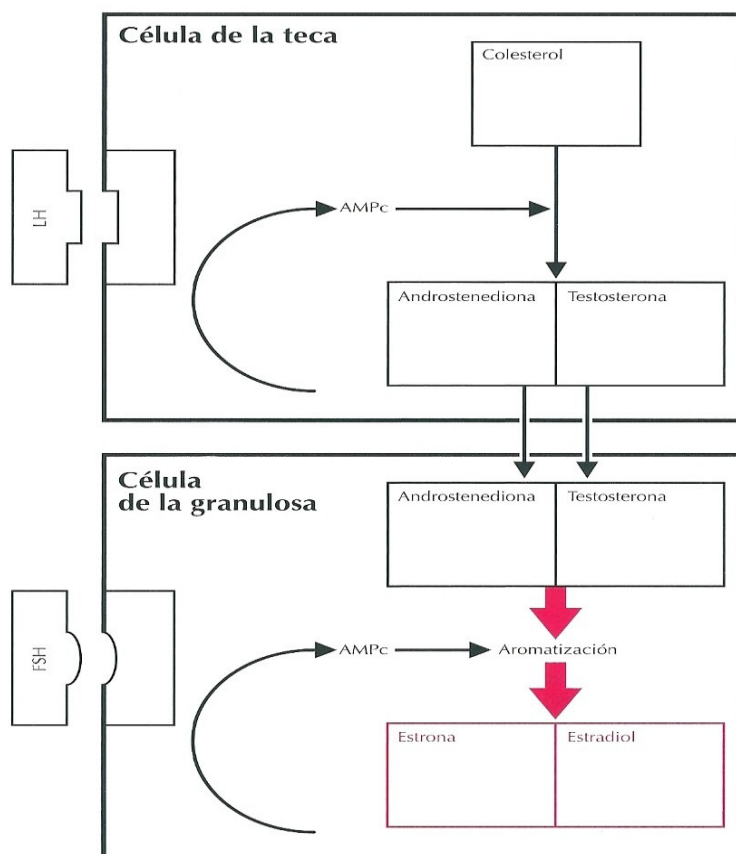 Célula de la teca
Colesterol
LH
AMPc
Androstenediona
Testosterona
Célula
de la granulosa
Androstenediona
Testosterona
FSH
AMPc
Aromatización
Estrona
Estradiol